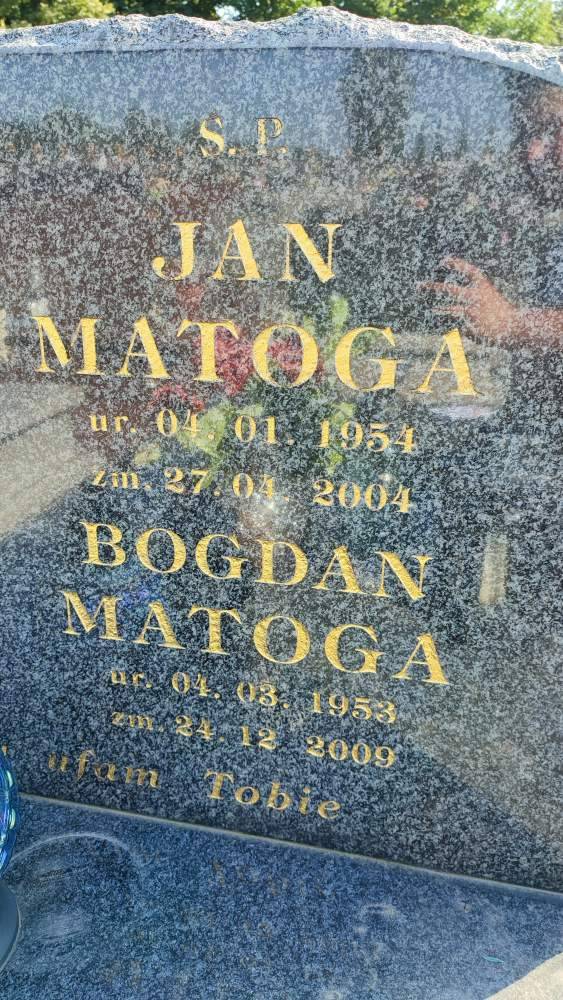 Ś. P.
JAN
MATOGA
ur. 04. 01. 1954
zm. 27. 04. 2004
BOGDAN
MATOGA
ur. 04. 03. 1953
zm. 24. 12 2009
ufam Tobie